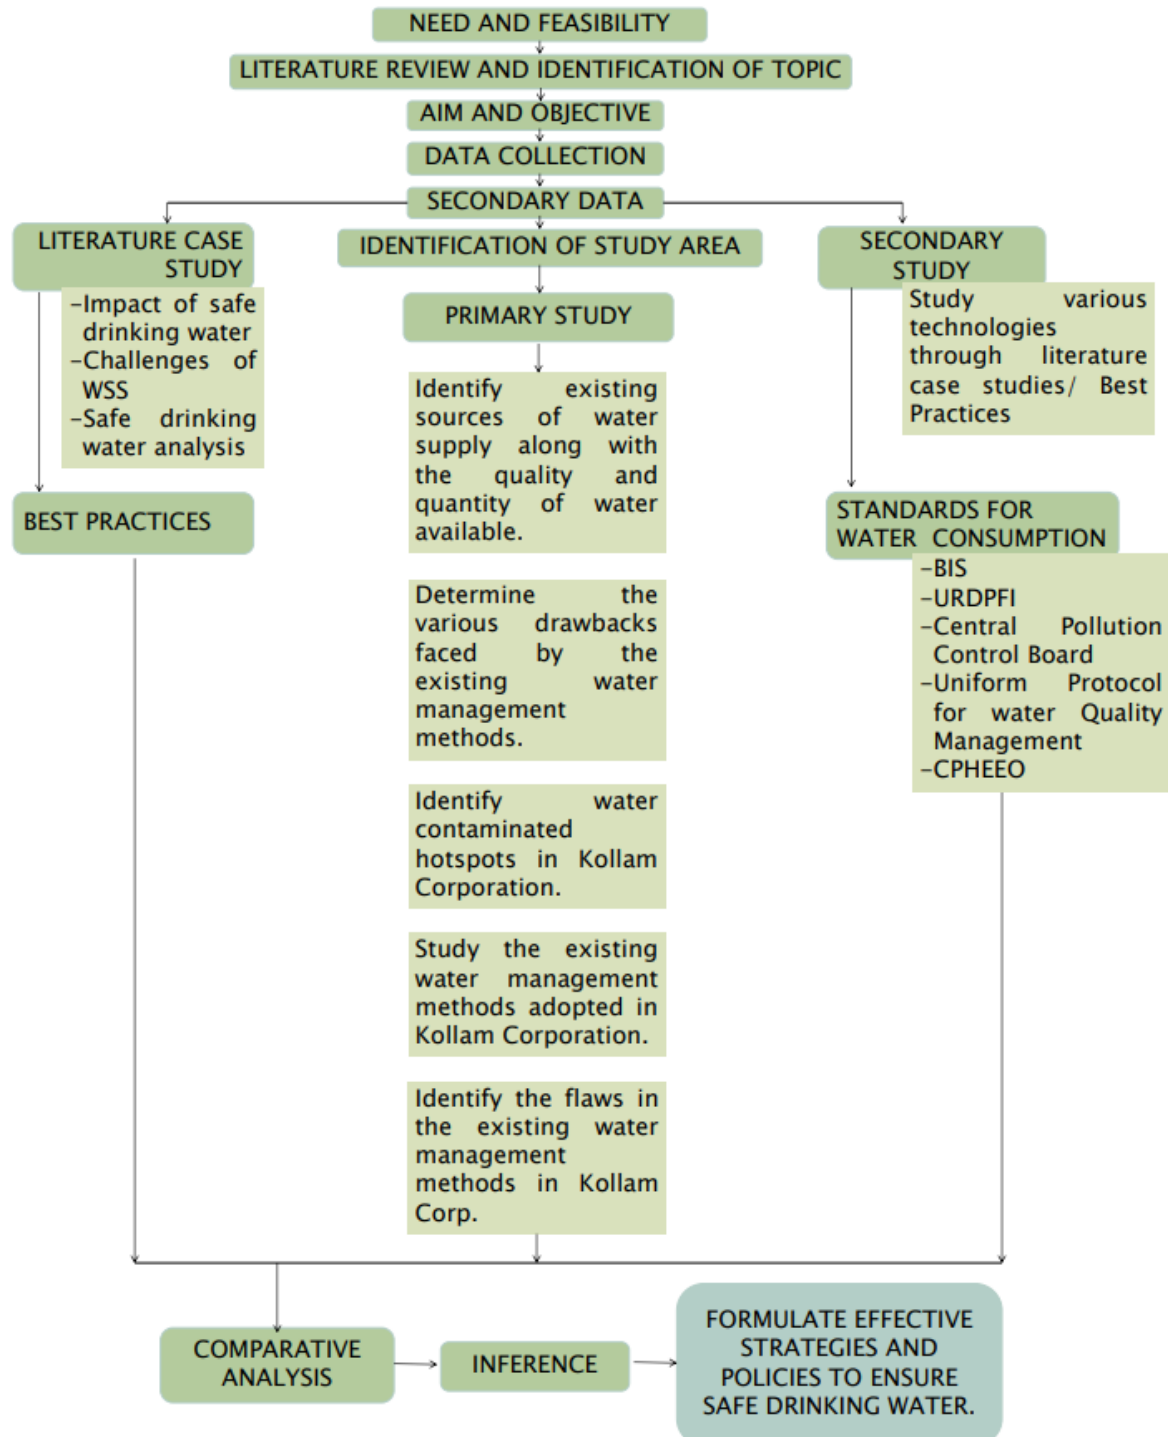 NEED AND FEASIBILITY
LITERATURE REVIEW AND IDENTIFICATION OF TOPIC
AIM AND OBJECTIVE
DATA COLLECTION
SECONDARY DATA
LITERATURE CASE
STUDY
-Impact of safe
drinking water
-Challenges of
WSS
-Safe drinking
water analysis
BEST PRACTICES
IDENTIFICATION OF STUDY AREA
PRIMARY STUDY
Identify existing
sources of water
supply along with
the quality and
quantity of water
available.
Determine the
various drawbacks
faced by the
existing water
management
methods.
Identify water
contaminated
hotspots in Kollam
Corporation.
Study the existing
water management
methods adopted in
Kollam Corporation.
Identify the flaws in
the existing water
management
methods in Kollam
Corp.
SECONDARY
STUDY
Study various
technologies
through literature
case studies/ Best
Practices
STANDARDS FOR
WATER CONSUMPTION
-BIS
-URDPFI
-Central Pollution
Control Board
-Uniform Protocol
for water Quality
Management
-CPHEEO
COMPARATIVE
ANALYSIS
INFERENCE
FORMULATE EFFECTIVE
STRATEGIES AND
POLICIES TO ENSURE
SAFE DRINKING WATER.